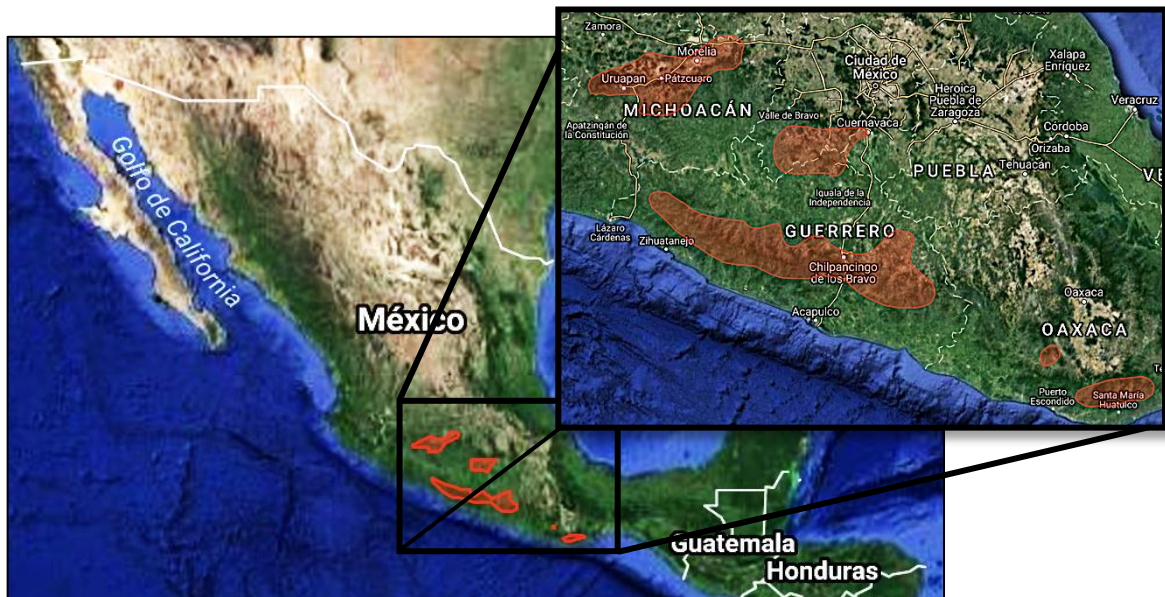 Golfo de California
México
Guatemala
Honduras
Zamora
Morelia
Uruapan
Pátzcuaro
MICHOACÁN
Apatzingán de
la Constitución
Valle de Bravo
Ciudad de
México
Cuernavaca
Heroica
Puebla de
Zaragoza
Xalapa
Enríquez
Veracruz
Córdoba
Orizaba
PUEBLA
Tehuacán
VE
Iguala de la
Independencia
Lázaro
Cárdenas
Zihuatanejo
GUERRERO
Chilpancingo
de los Bravo
Acapulco
Oaxaca
OAXACA
Puerto
Escondido
Santa María
Huatulco
Te